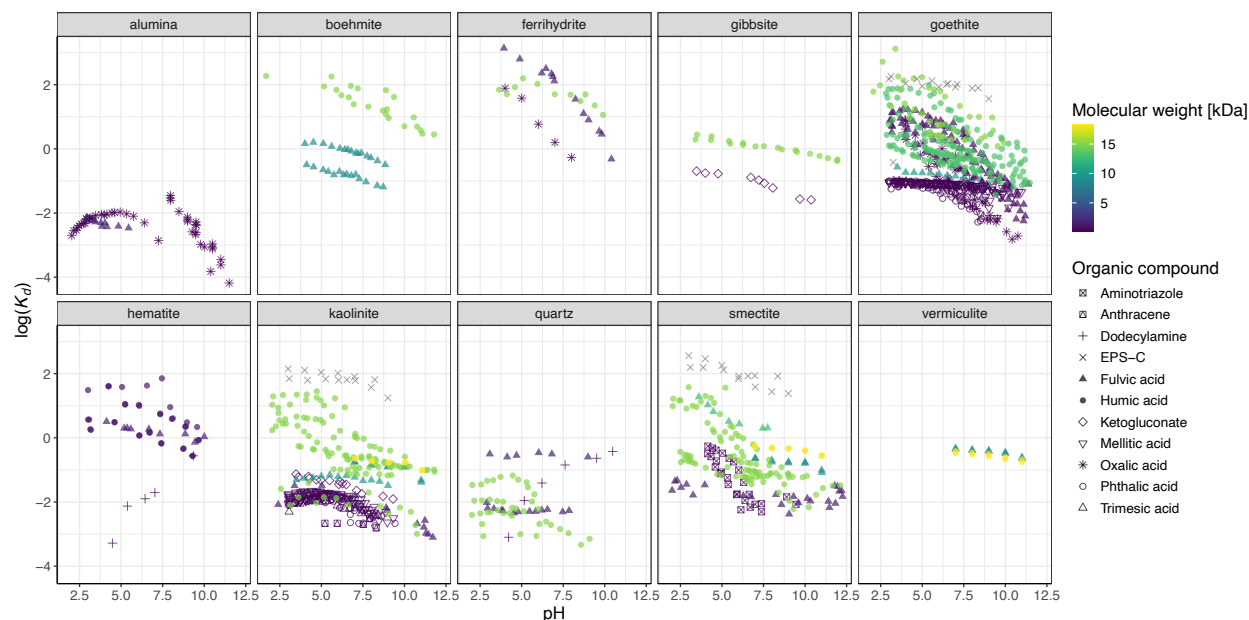 alumina
boehmite
ferrihydrite
gibbsite
goethite
2
0
−2
−4
hematite
kaolinite
quartz
smectite
vermiculite
2
0
−2
−4
2.5 5.0 7.5 10.0 12.5
2.5 5.0 7.5 10.0 12.5
2.5 5.0 7.5 10.0 12.5
2.5 5.0 7.5 10.0 12.5
2.5 5.0 7.5 10.0 12.5
pH
log(Kd)
Molecular weight [kDa]
15
10
5
Organic compound
Aminotriazole
Anthracene
Dodecylamine
EPS−C
Fulvic acid
Humic acid
Ketogluconate
Mellitic acid
Oxalic acid
Phthalic acid
Trimesic acid